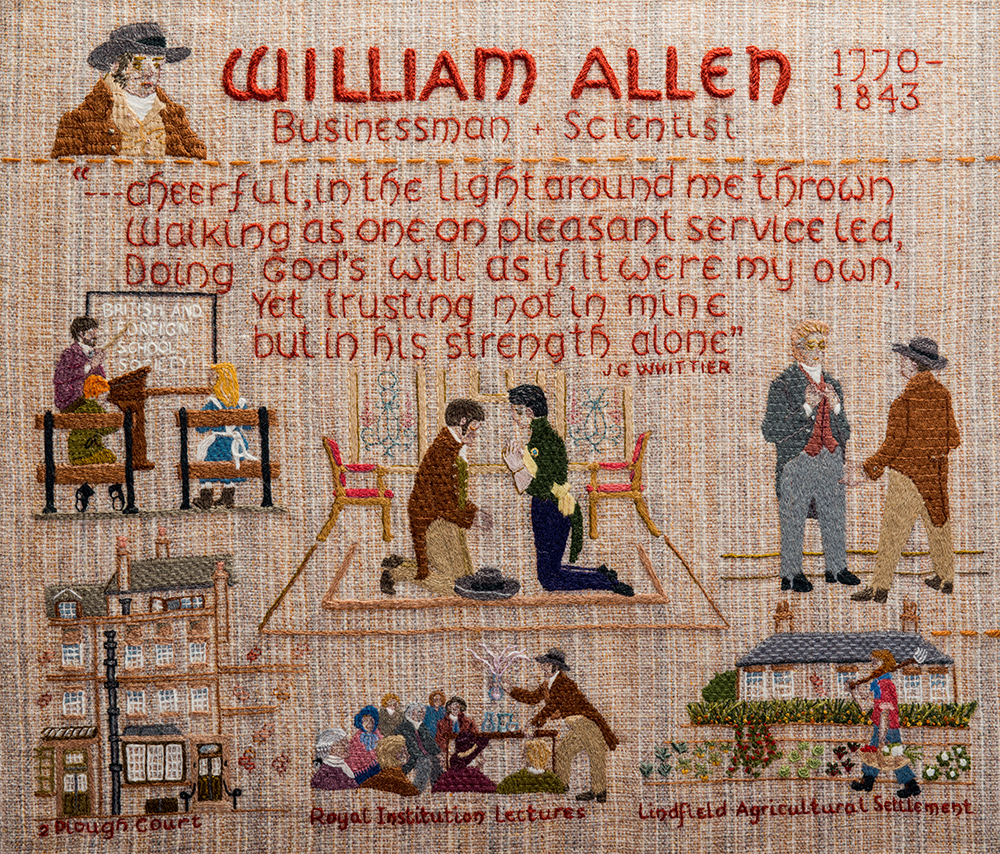 WILLIAM ALLEN
1770-
1843
Businessman + Scientist
"---cheerful, in the light around me thrown
Walking as one on pleasant service led,
Doing God's will as if it were my own,
Yet trusting not in mine
but in his strength alone"
J G WHITTIER
BRITISH AND
FOREIGN
SCHOOL
SOCIETY
2 Plough Court
Royal Institution Lectures
Lindfield Agricultural Settlement